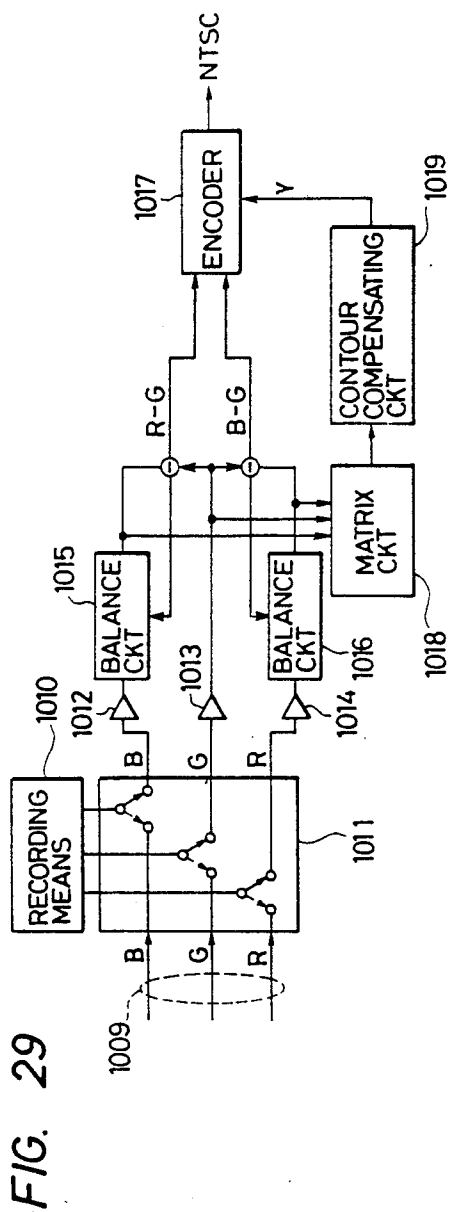 FIG. 29
1009
B
G
R
RECORDING
MEANS
1010
1011
B
G
R
1012
1013
1014
BALANCE
CKT
1015
BALANCE
CKT
1016
R-G
B-G
MATRIX
CKT
1018
CONTOUR
COMPENSATING
CKT
1019
Y
ENCODER
1017
NTSC